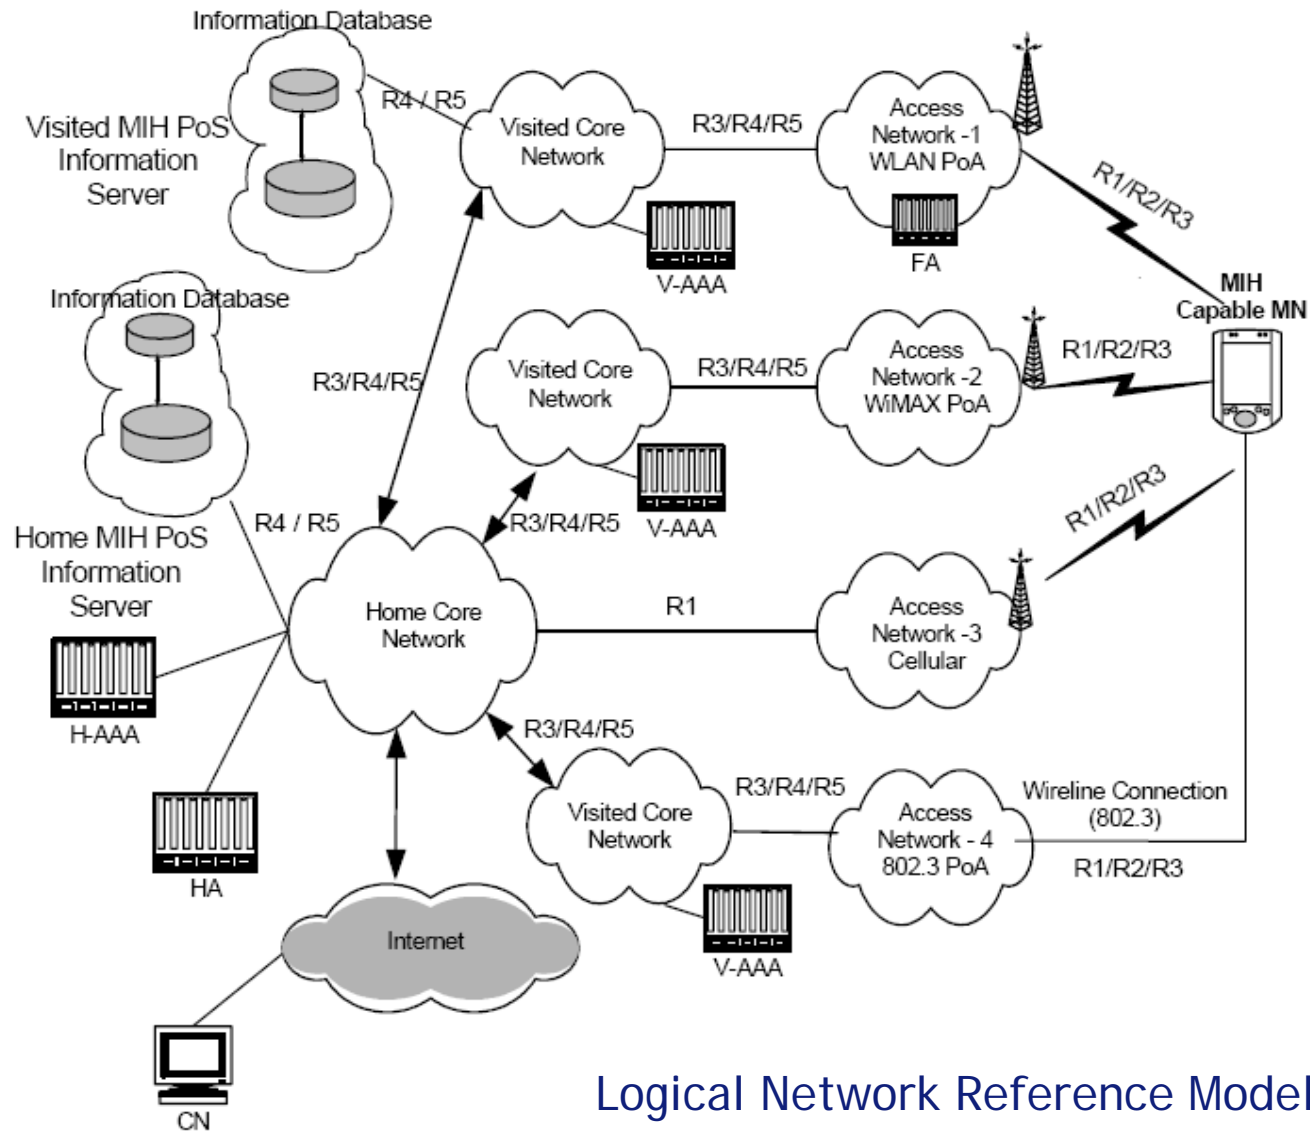 Information Database
Visited MIH PoS
Information
Server
R4 / R5
Visited Core
Network
R3/R4/R5
Access
Network -1
WLAN PoA
R1/R2/R3
V-AAA
FA
MIH
Capable MN
Information Database
R3/R4/R5
Visited Core
Network
R3/R4/R5
Access
Network -2
WiMAX PoA
R1/R2/R3
V-AAA
R4 / R5
R3/R4/R5
R1/R2/R3
Home MIH PoS
Information
Server
Home Core
Network
R1
Access
Network -3
Cellular
H-AAA
R3/R4/R5
Visited Core
Network
R3/R4/R5
Access
Network - 4
802.3 PoA
Wireline Connection
(802.3)
R1/R2/R3
HA
V-AAA
Internet
CN
Logical Network Reference Model